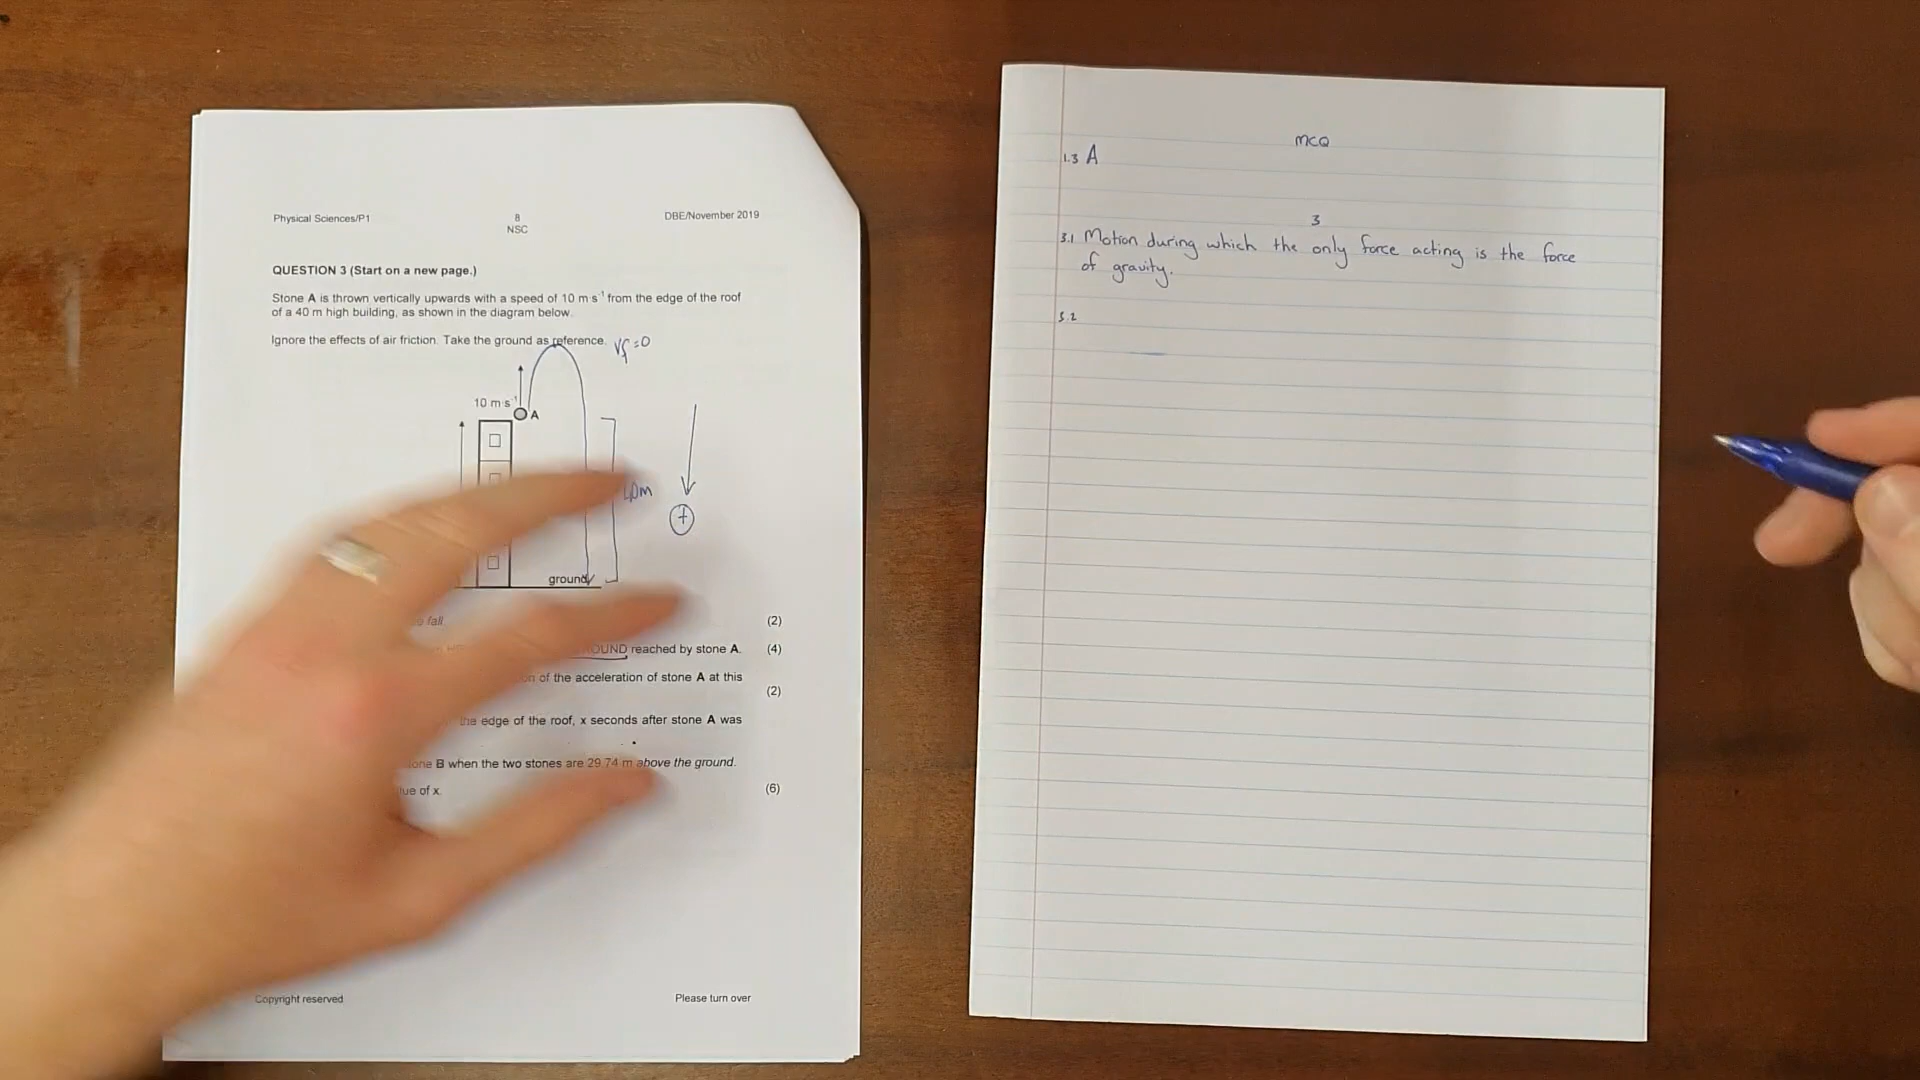 Physical Sciences/P1
8
NSC
DBE/November 2019
QUESTION 3 (Start on a new page.)
Stone A is thrown vertically upwards with a speed of 10 m·s-1 from the edge of the roof
of a 40 m high building, as shown in the diagram below.
Ignore the effects of air friction. Take the ground as reference.
vf=0
10 m·s-1
A
40m
+
ground
fall. (2)
reached by stone A. (4)
of the acceleration of stone A at this
(2)
the edge of the roof, x seconds after stone A was
B when the two stones are 29,74 m above the ground.
of x. (6)
Copyright reserved
Please turn over
MCQ
1.3 A
3
3.1 Motion during which the only force acting is the force
of gravity.
3.2